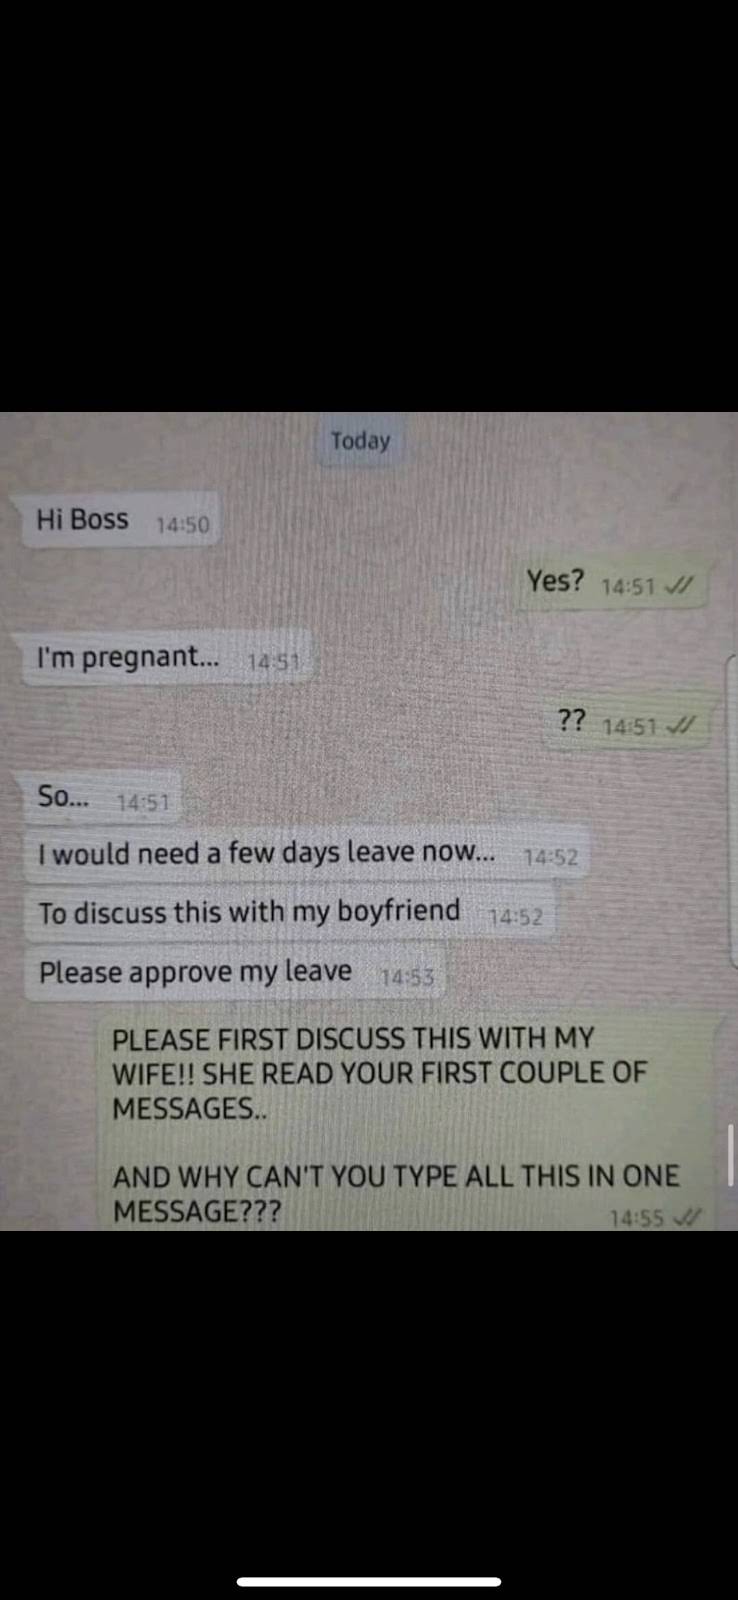 Today
Hi Boss 14:50
Yes? 14:51
I'm pregnant... 14:51
?? 14:51
So... 14:51
I would need a few days leave now... 14:52
To discuss this with my boyfriend 14:52
Please approve my leave 14:53
PLEASE FIRST DISCUSS THIS WITH MY
WIFE!! SHE READ YOUR FIRST COUPLE OF
MESSAGES..
AND WHY CAN'T YOU TYPE ALL THIS IN ONE
MESSAGE???
14:55